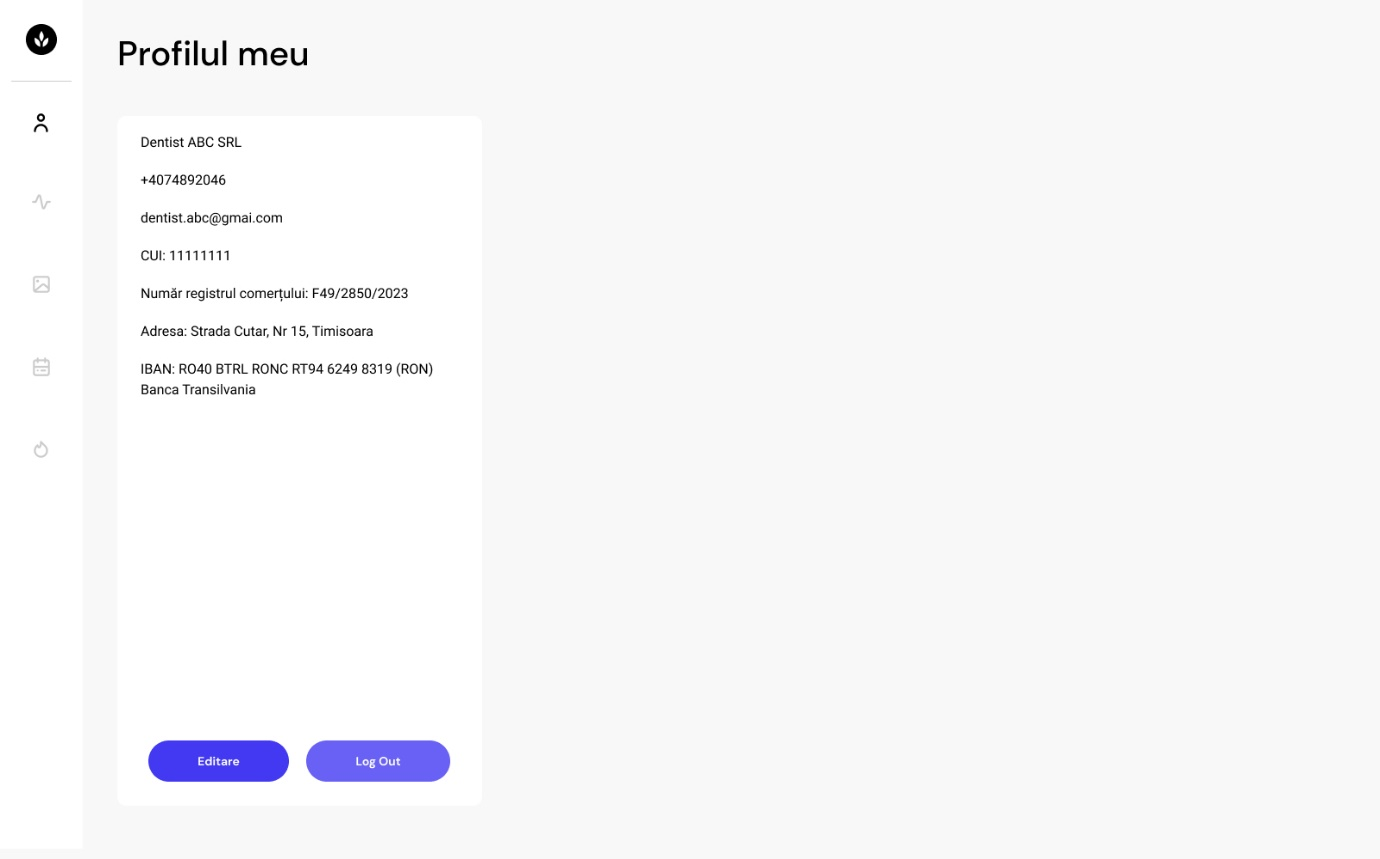 Profilul meu
Dentist ABC SRL
+4074892046
dentist.abc@gmai.com
CUI: 11111111
Număr registrul comerțului: F49/2850/2023
Adresa: Strada Cutar, Nr 15, Timisoara
IBAN: RO40 BTRL RONC RT94 6249 8319 (RON)
Banca Transilvania
Editare
Log Out